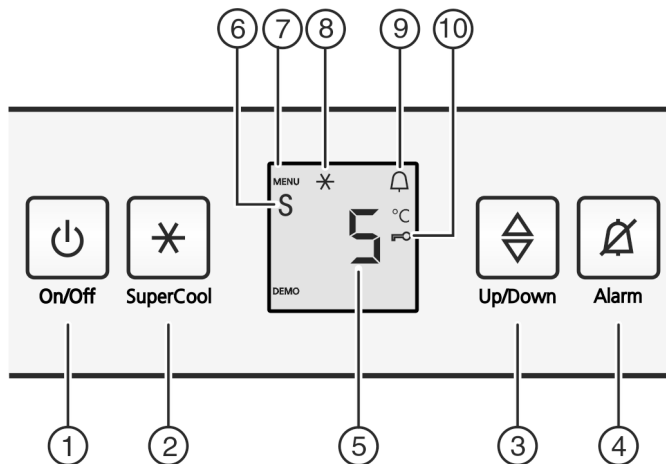 6 7 8 9 10
MENU
S
5 °C
DEMO
On/Off SuperCool Up/Down Alarm
1 2 5 3 4